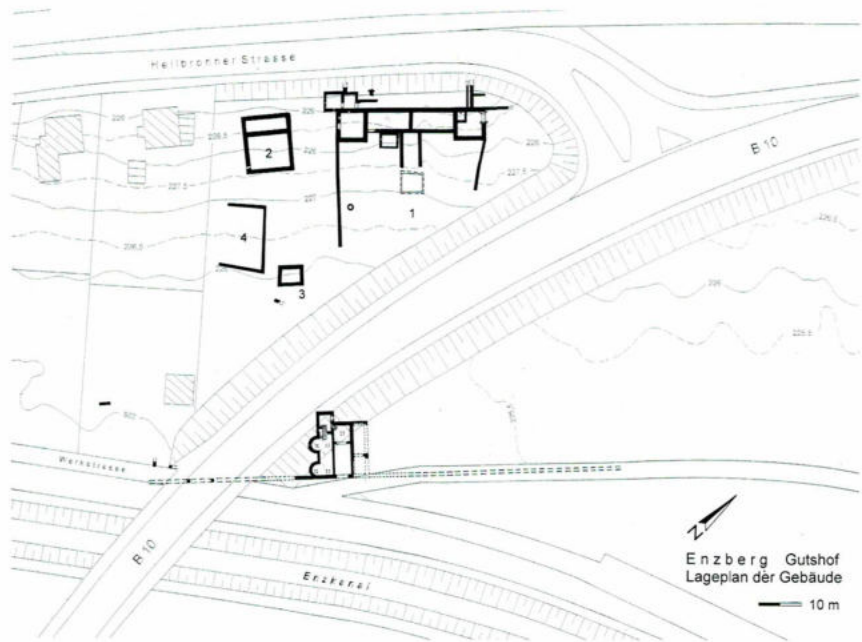 Heilbronner Strasse
B 10
226
226
226,5
226
2
227,5
227
227,5
1
4
226,5
3
226
226,5
Werkstrasse
B 10
Enzkanal
N
Enzberg Gutshof
Lageplan der Gebäude
10 m